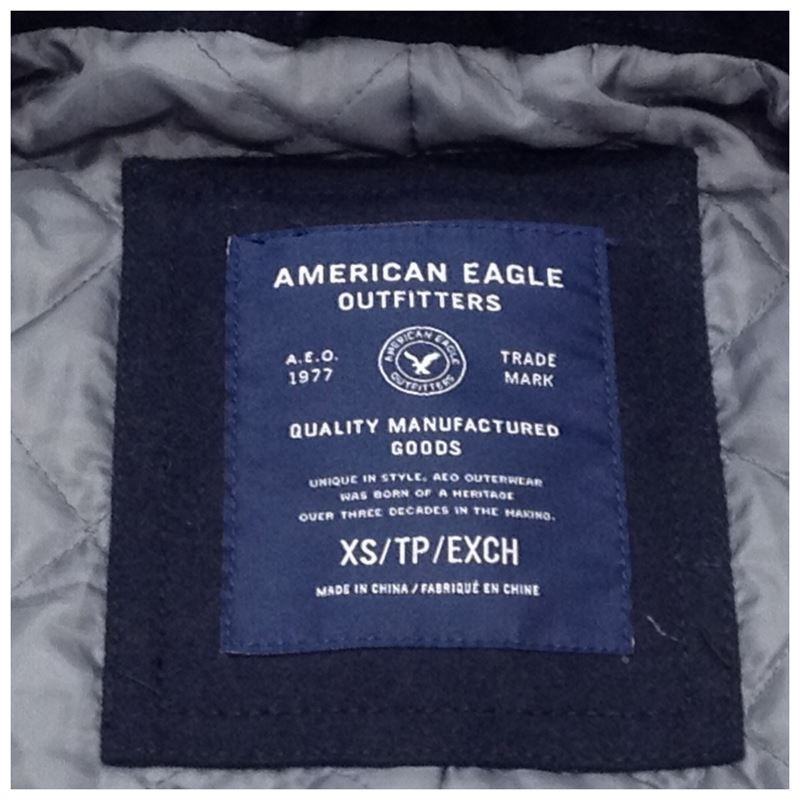 AMERICAN EAGLE
OUTFITTERS
A.E.O.
1977
AMERICAN EAGLE
OUTFITTERS
TRADE
MARK
QUALITY MANUFACTURED
GOODS
UNIQUE IN STYLE, AEO OUTERWEAR
WAS BORN OF A HERITAGE
OVER THREE DECADES IN THE MAKING.
XS/TP/EXCH
MADE IN CHINA / FABRIQUÉ EN CHINE